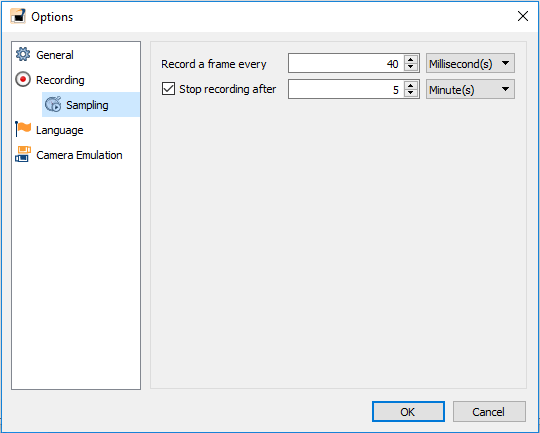 Options
General
Recording
Sampling
Language
Camera Emulation
Record a frame every 40 Millisecond(s)
Stop recording after 5 Minute(s)
OK Cancel